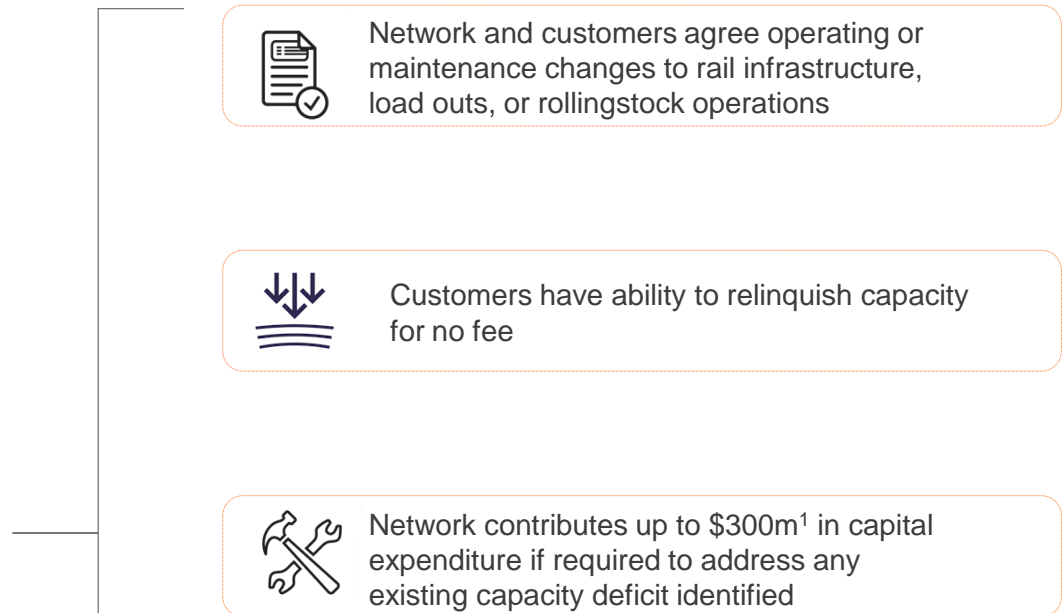 Network and customers agree operating or
maintenance changes to rail infrastructure,
load outs, or rollingstock operations
Customers have ability to relinquish capacity
for no fee
Network contributes up to $300m¹ in capital
expenditure if required to address any
existing capacity deficit identified